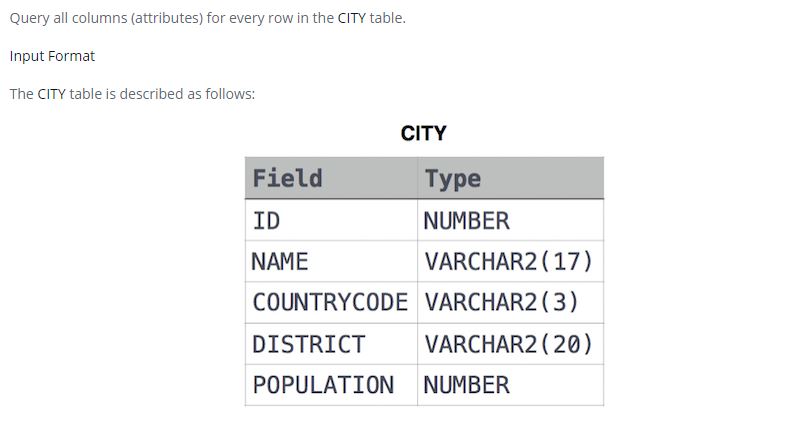 Query all columns (attributes) for every row in the CITY table.
Input Format
The CITY table is described as follows:
CITY
Field Type
ID NUMBER
NAME VARCHAR2(17)
COUNTRYCODE VARCHAR2(3)
DISTRICT VARCHAR2(20)
POPULATION NUMBER